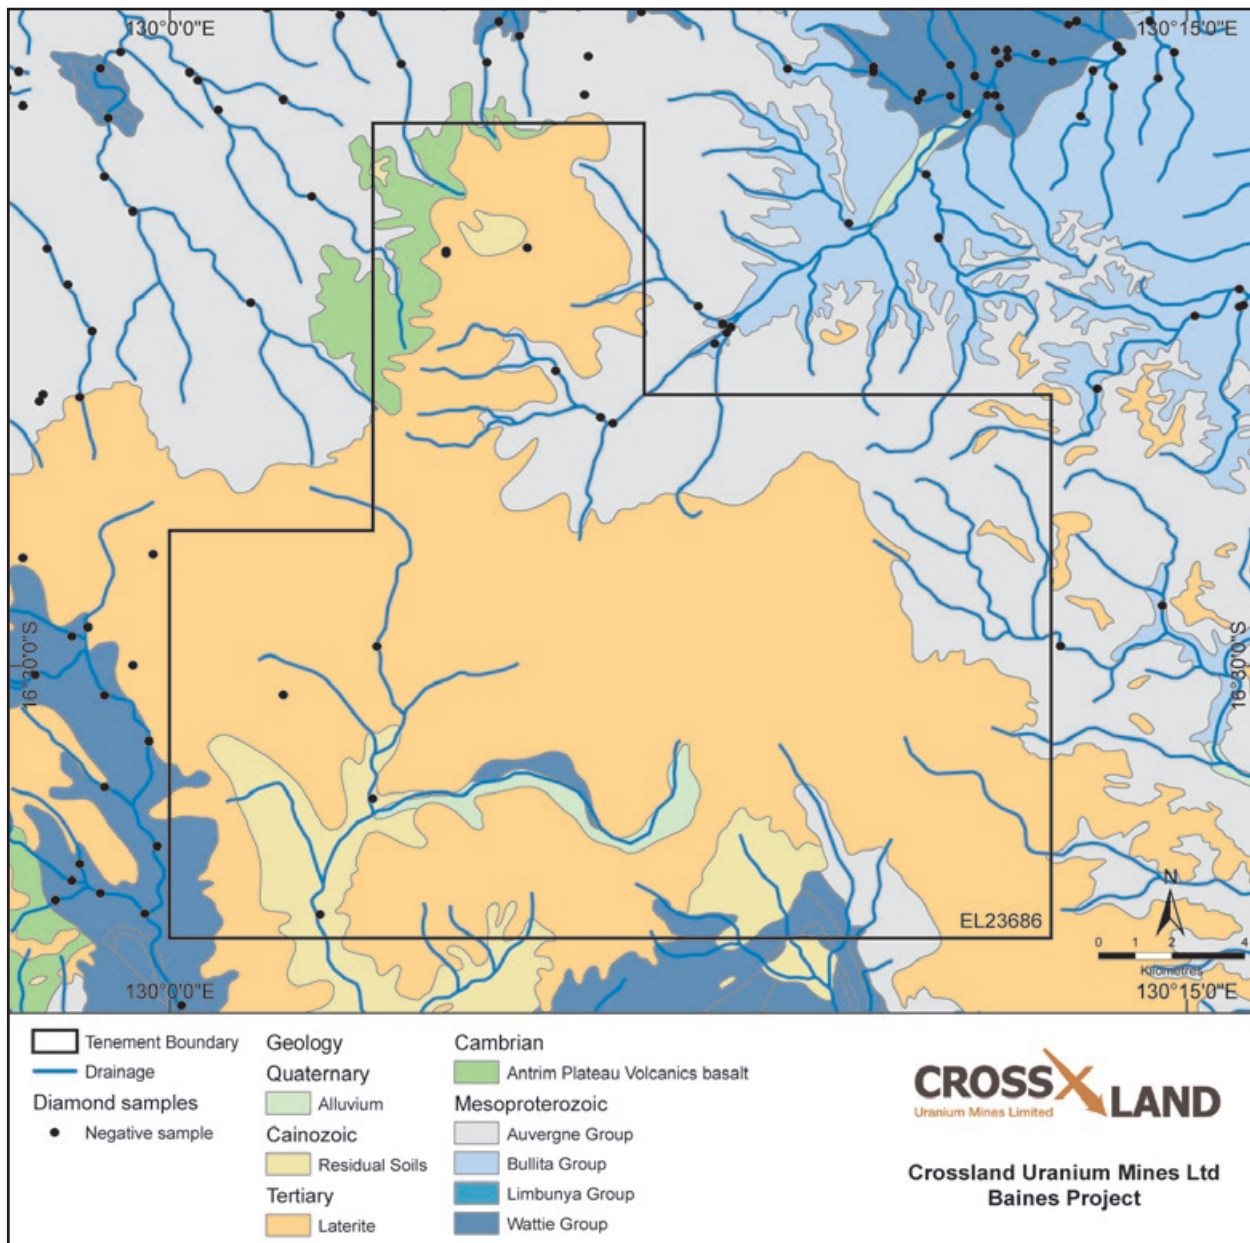 130°0'0"E
130°15'0"E
16°30'0"S
16°30'0"S
EL23686
N
0 1 2 4
Kilometres
130°0'0"E
130°15'0"E
Tenement Boundary
Drainage
Diamond samples
Negative sample
Geology
Quaternary
Alluvium
Cainozoic
Residual Soils
Tertiary
Laterite
Cambrian
Antrim Plateau Volcanics basalt
Mesoproterozoic
Auvergne Group
Bullita Group
Limbunya Group
Wattie Group
CROSSXLAND
Uranium Mines Limited
Crossland Uranium Mines Ltd
Baines Project